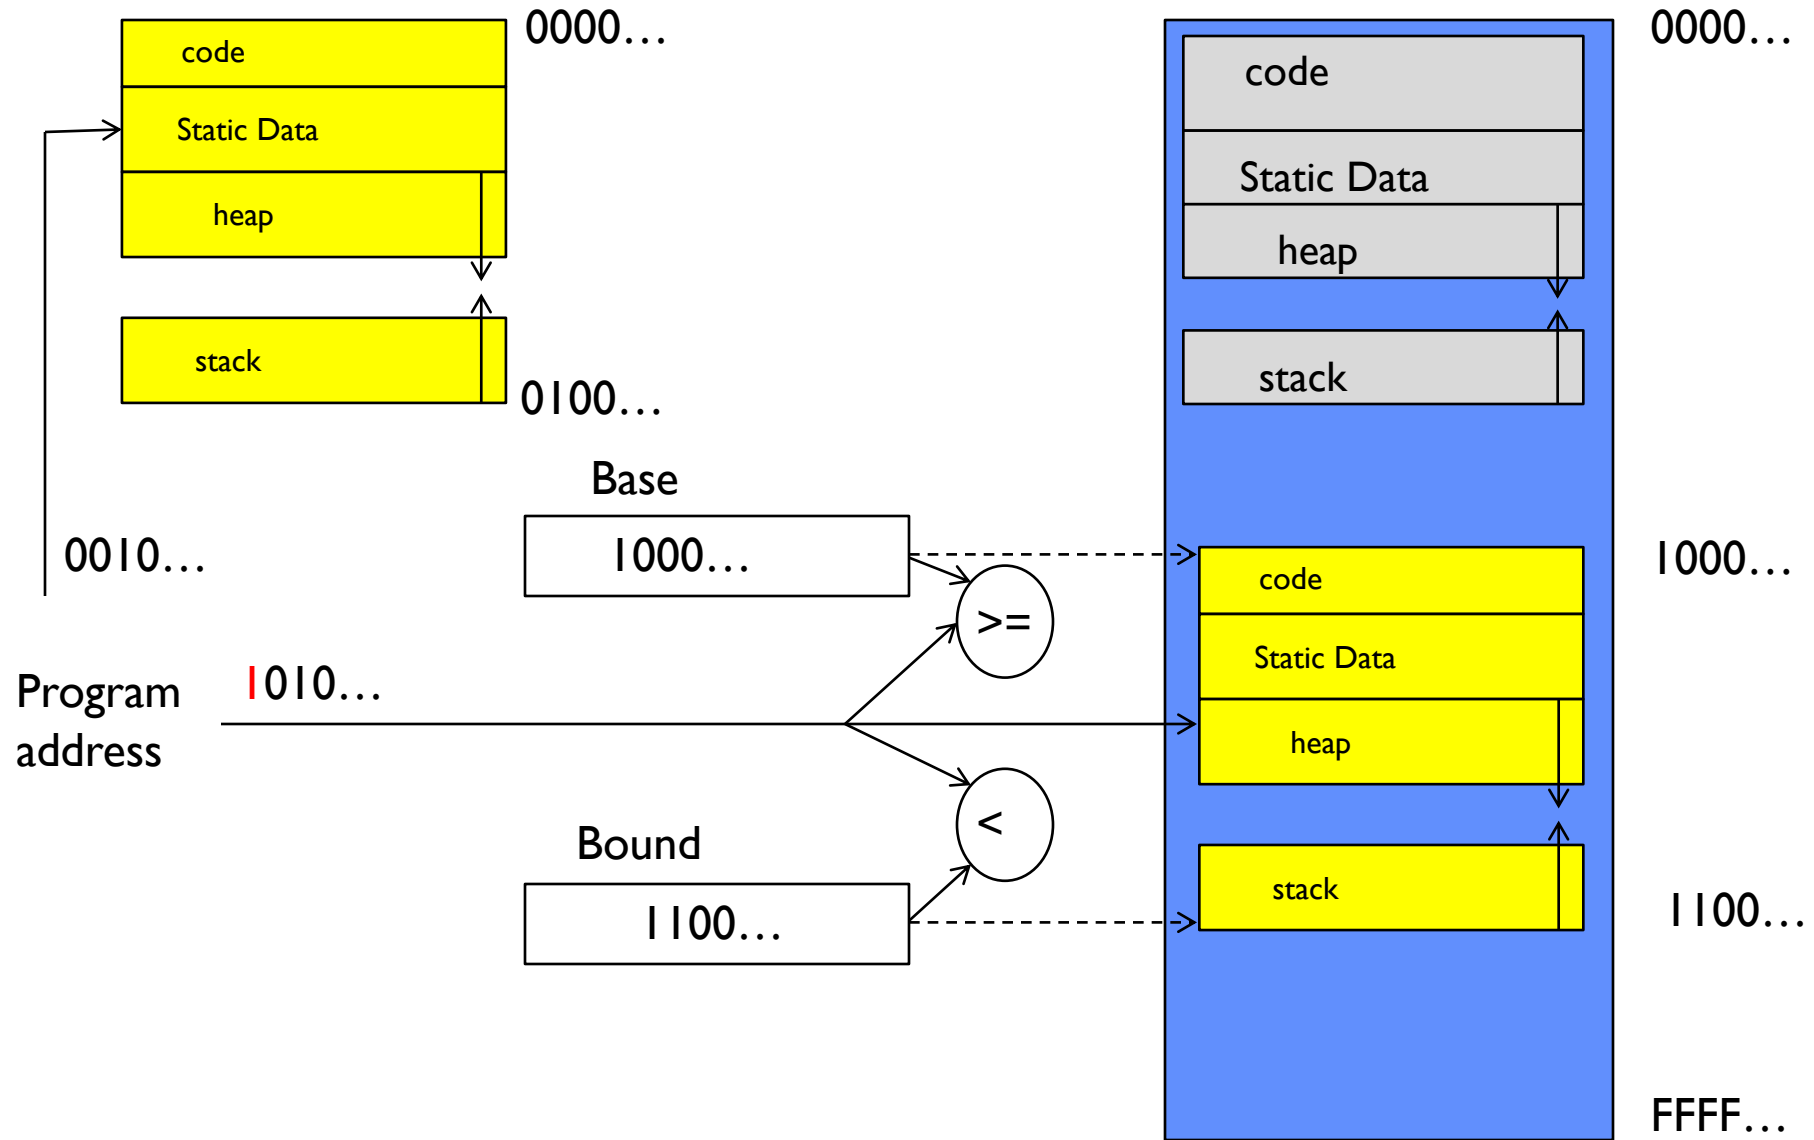 code
0000…
Static Data
heap
stack
0100…
0010…
Program
address
1010…
Base
1000…
>=
<
Bound
1100…
code
Static Data
heap
stack
code
Static Data
heap
stack
0000…
1000…
1100…
FFFF…